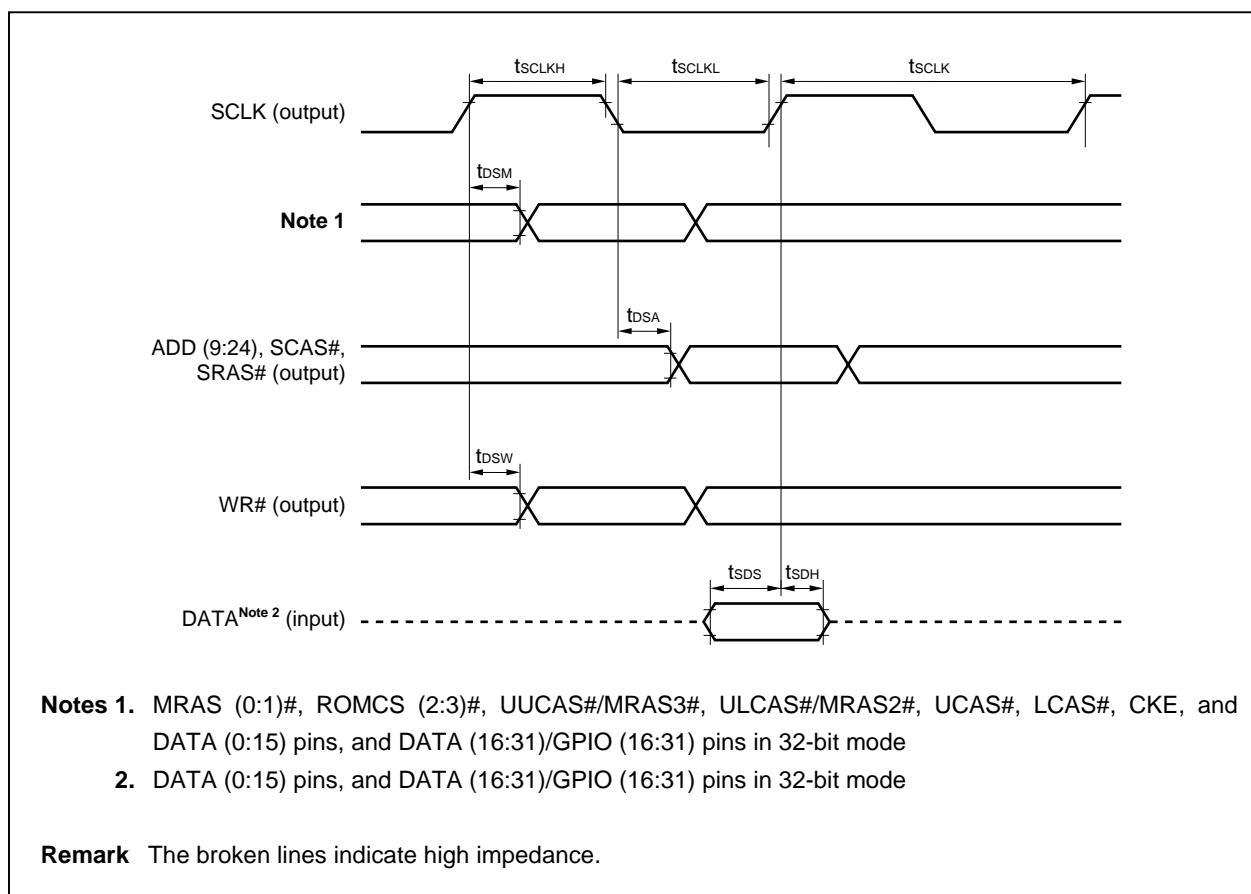 tSCLKH tSCLKL tSCLK
SCLK (output)
tDSM
Note 1
tDSA
ADD (9:24), SCAS#,
SRAS# (output)
tDSW
WR# (output)
tSDS tSDH
DATANote 2 (input)
Notes 1. MRAS (0:1)#, ROMCS (2:3)#, UUCAS#/MRAS3#, ULCAS#/MRAS2#, UCAS#, LCAS#, CKE, and
DATA (0:15) pins, and DATA (16:31)/GPIO (16:31) pins in 32-bit mode
2. DATA (0:15) pins, and DATA (16:31)/GPIO (16:31) pins in 32-bit mode
Remark The broken lines indicate high impedance.